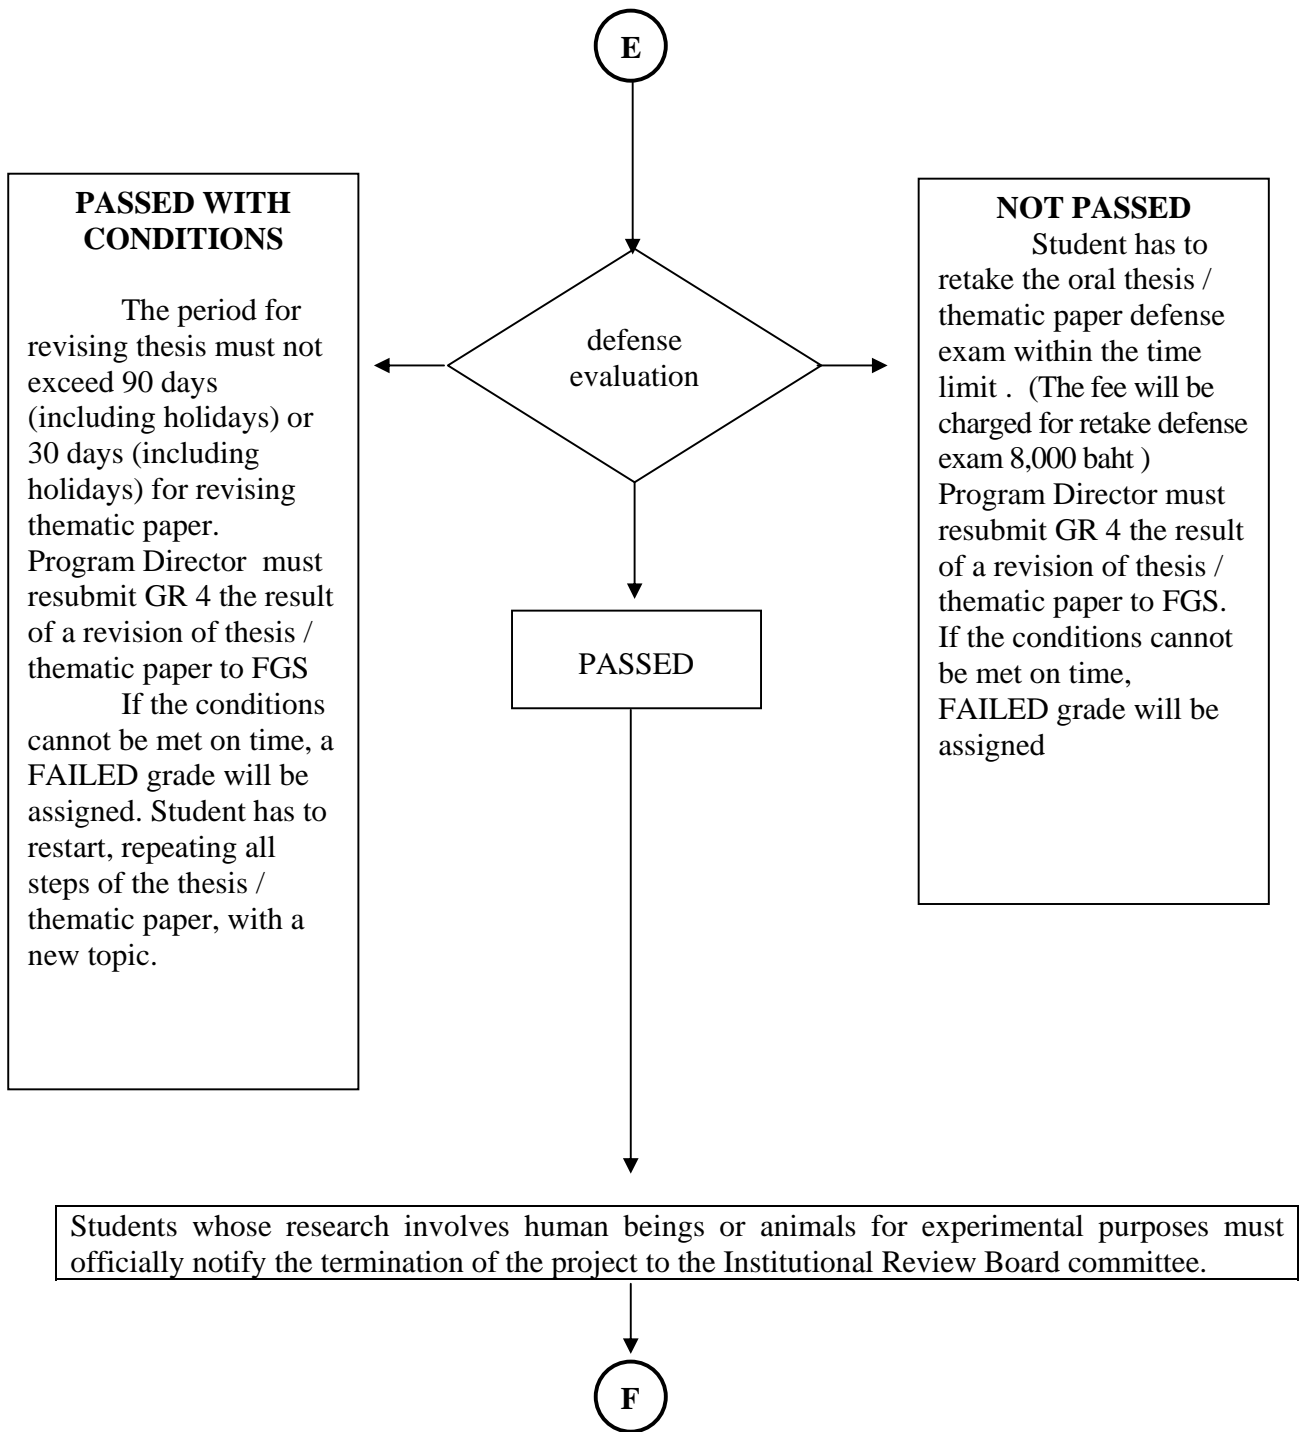 E
PASSED WITH
CONDITIONS
The period for
revising thesis must not
exceed 90 days
(including holidays) or
30 days (including
holidays) for revising
thematic paper.
Program Director must
resubmit GR 4 the result
of a revision of thesis /
thematic paper to FGS
If the conditions
cannot be met on time, a
FAILED grade will be
assigned. Student has to
restart, repeating all
steps of the thesis /
thematic paper, with a
new topic.
defense
evaluation
NOT PASSED
Student has to
retake the oral thesis /
thematic paper defense
exam within the time
limit . (The fee will be
charged for retake defense
exam 8,000 baht )
Program Director must
resubmit GR 4 the result
of a revision of thesis /
thematic paper to FGS.
If the conditions cannot
be met on time,
FAILED grade will be
assigned
PASSED
Students whose research involves human beings or animals for experimental purposes must
officially notify the termination of the project to the Institutional Review Board committee.
F